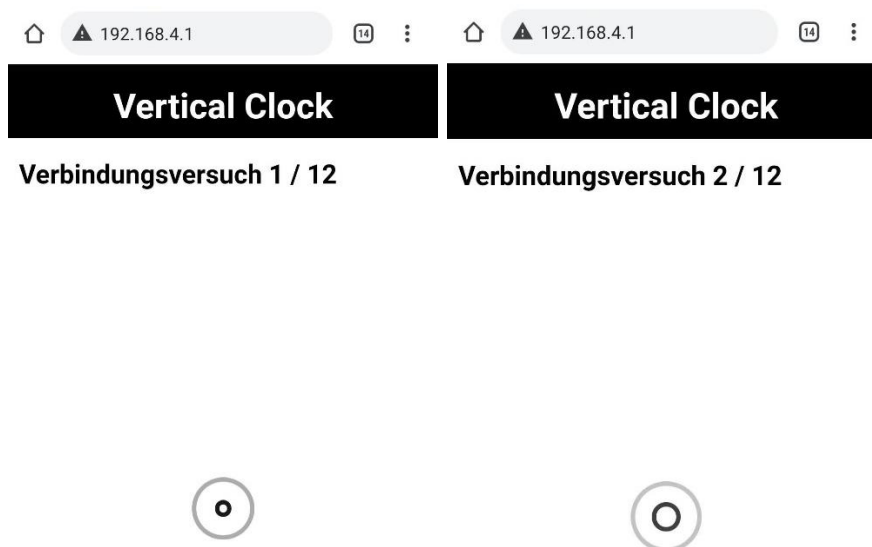 192.168.4.1
14
Vertical Clock
Verbindungsversuch 1 / 12
192.168.4.1
14
Vertical Clock
Verbindungsversuch 2 / 12